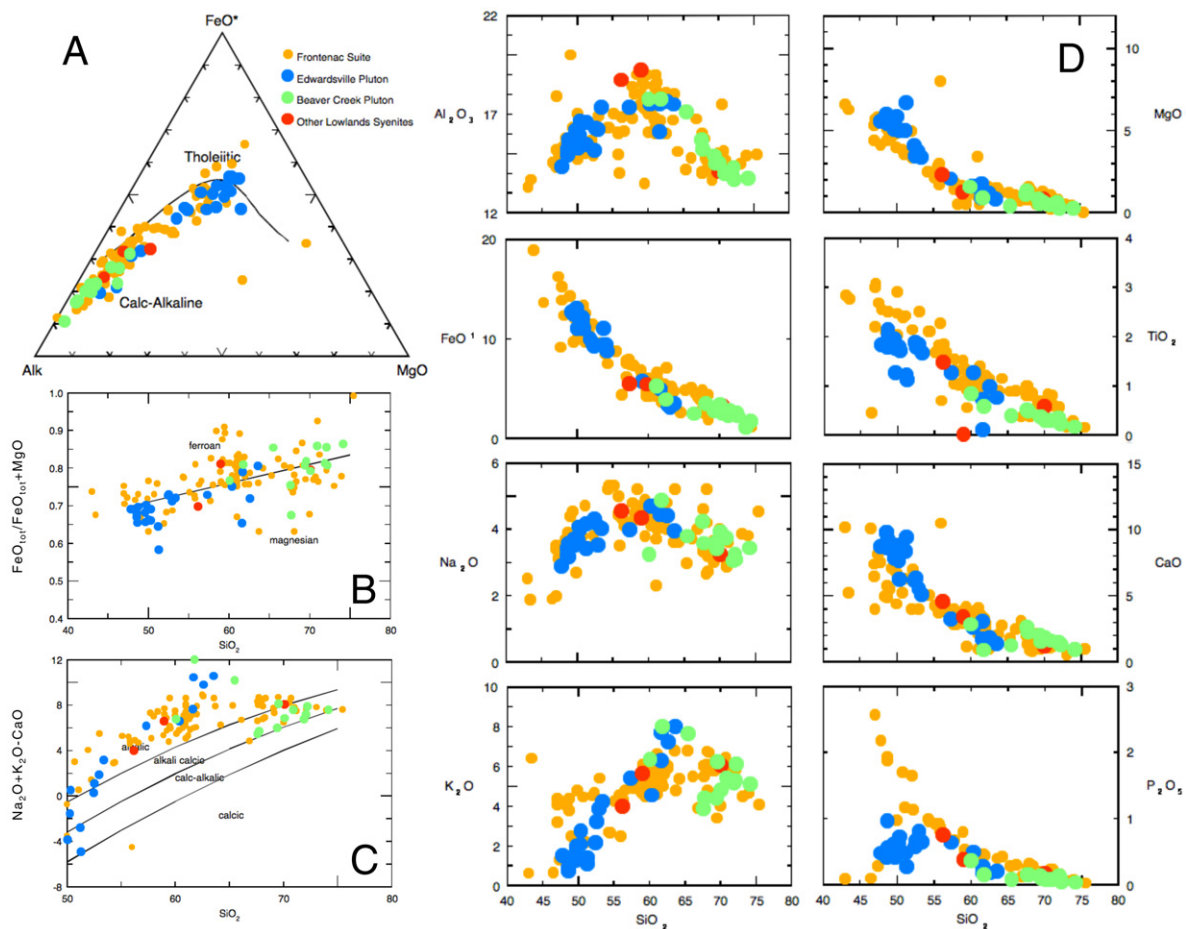 A
FeO*
Frontenac Suite
Edwardsville Pluton
Beaver Creek Pluton
Other Lowlands Syenites
Tholeiitic
Calc-Alkaline
Alk
MgO
B
1.0
0.9
0.8
0.7
0.6
0.5
0.4
FeO tot/FeO tot+MgO
ferroan
magnesian
40
50
60
70
80
SiO2
C
12
8
4
0
-4
-8
Na2O+K2O-CaO
alkalic
alkali calcic
calc-alkalic
calcic
50
60
70
80
SiO2
D
22
17
12
Al2O3
10
5
0
MgO
20
10
0
FeO¹
4
3
2
1
0
TiO2
6
4
2
0
Na2O
15
10
5
0
CaO
10
8
6
4
2
0
K2O
3
2
1
0
P2O5
40
45
50
55
60
65
70
75
80
SiO2
40
45
50
55
60
65
70
75
80
SiO2